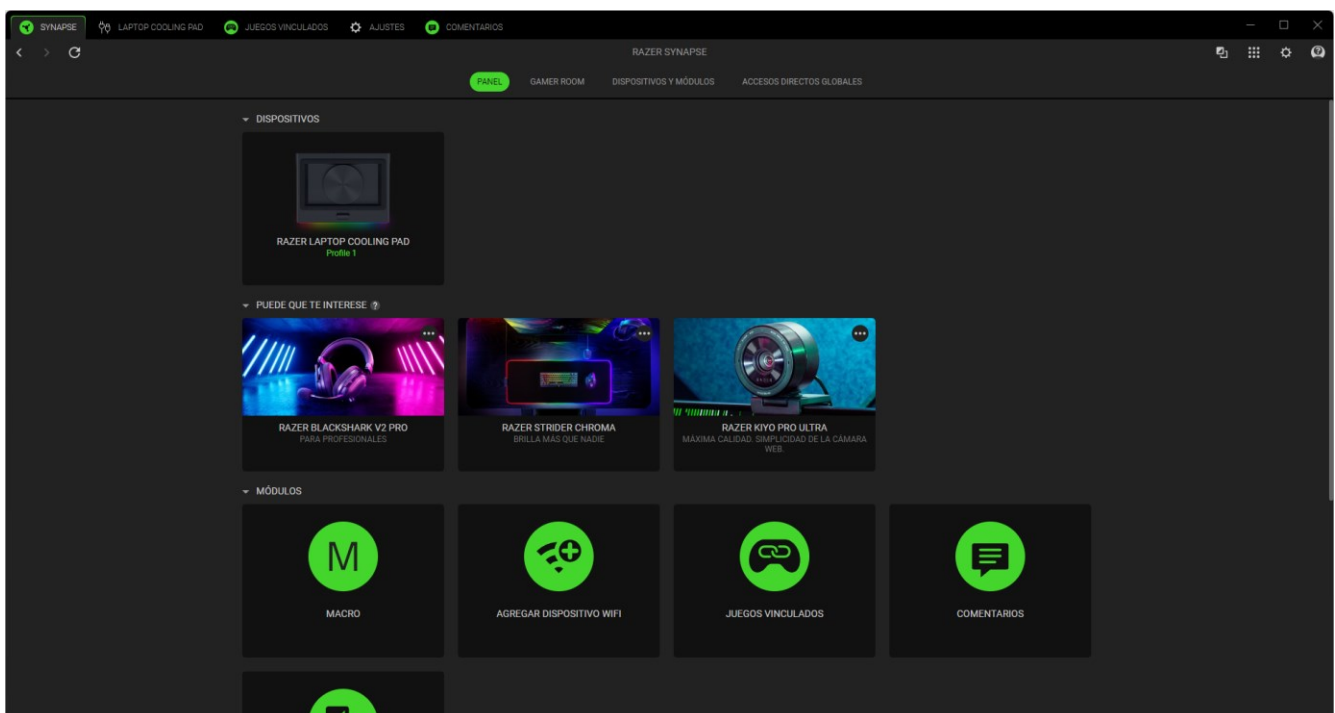 SYNAPSE
LAPTOP COOLING PAD
JUEGOS VINCULADOS
AJUSTES
COMENTARIOS
RAZER SYNAPSE
PANEL
GAMER ROOM
DISPOSITIVOS Y MÓDULOS
ACCESOS DIRECTOS GLOBALES
DISPOSITIVOS
RAZER LAPTOP COOLING PAD
Profile 1
PUEDE QUE TE INTERESE ?
RAZER BLACKSHARK V2 PRO
PARA PROFESIONALES
RAZER STRIDER CHROMA
BRILLA MÁS QUE NADIE
RAZER KIYO PRO ULTRA
MÁXIMA CALIDAD. SIMPLICIDAD DE LA CÁMARA
WEB.
MÓDULOS
M
MACRO
AGREGAR DISPOSITIVO WIFI
JUEGOS VINCULADOS
COMENTARIOS